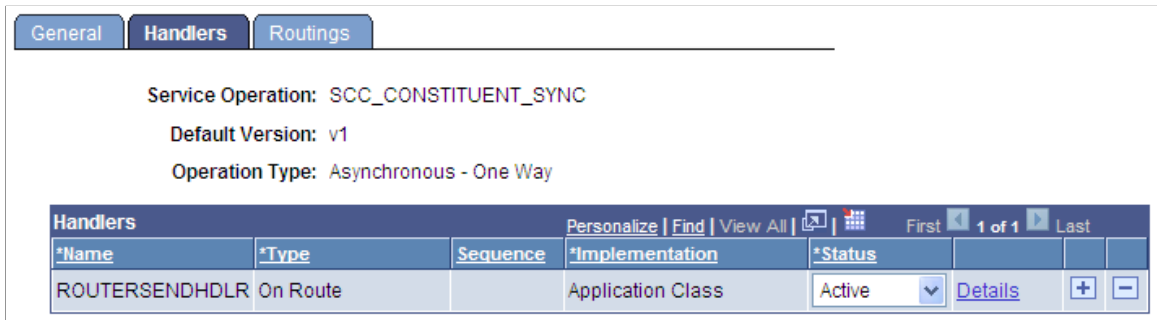 General Handlers Routings
Service Operation: SCC_CONSTITUENT_SYNC
Default Version: v1
Operation Type: Asynchronous - One Way
Handlers Personalize | Find | View All | | First 1 of 1 Last
*Name *Type Sequence *Implementation *Status
ROUTERSENDHDLR On Route Application Class Active Details + -